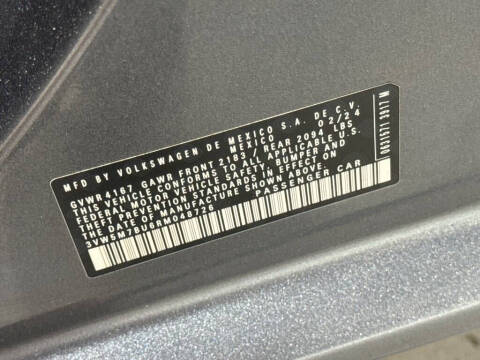 MFD BY VOLKSWAGEN DE MEXICO S.A. DE C.V.
MEXICO 02/24
GVWR 4167 GAWR FRONT 2183 / REAR 2094 LBS
THIS VEHICLE CONFORMS TO ALL APPLICABLE U.S.
FEDERAL MOTOR VEHICLE SAFETY, BUMPER AND
THEFT PREVENTION STANDARDS IN EFFECT ON
THE DATE OF MANUFACTURE SHOWN ABOVE
3VW5M7BU6RM048726 PASSENGER CAR